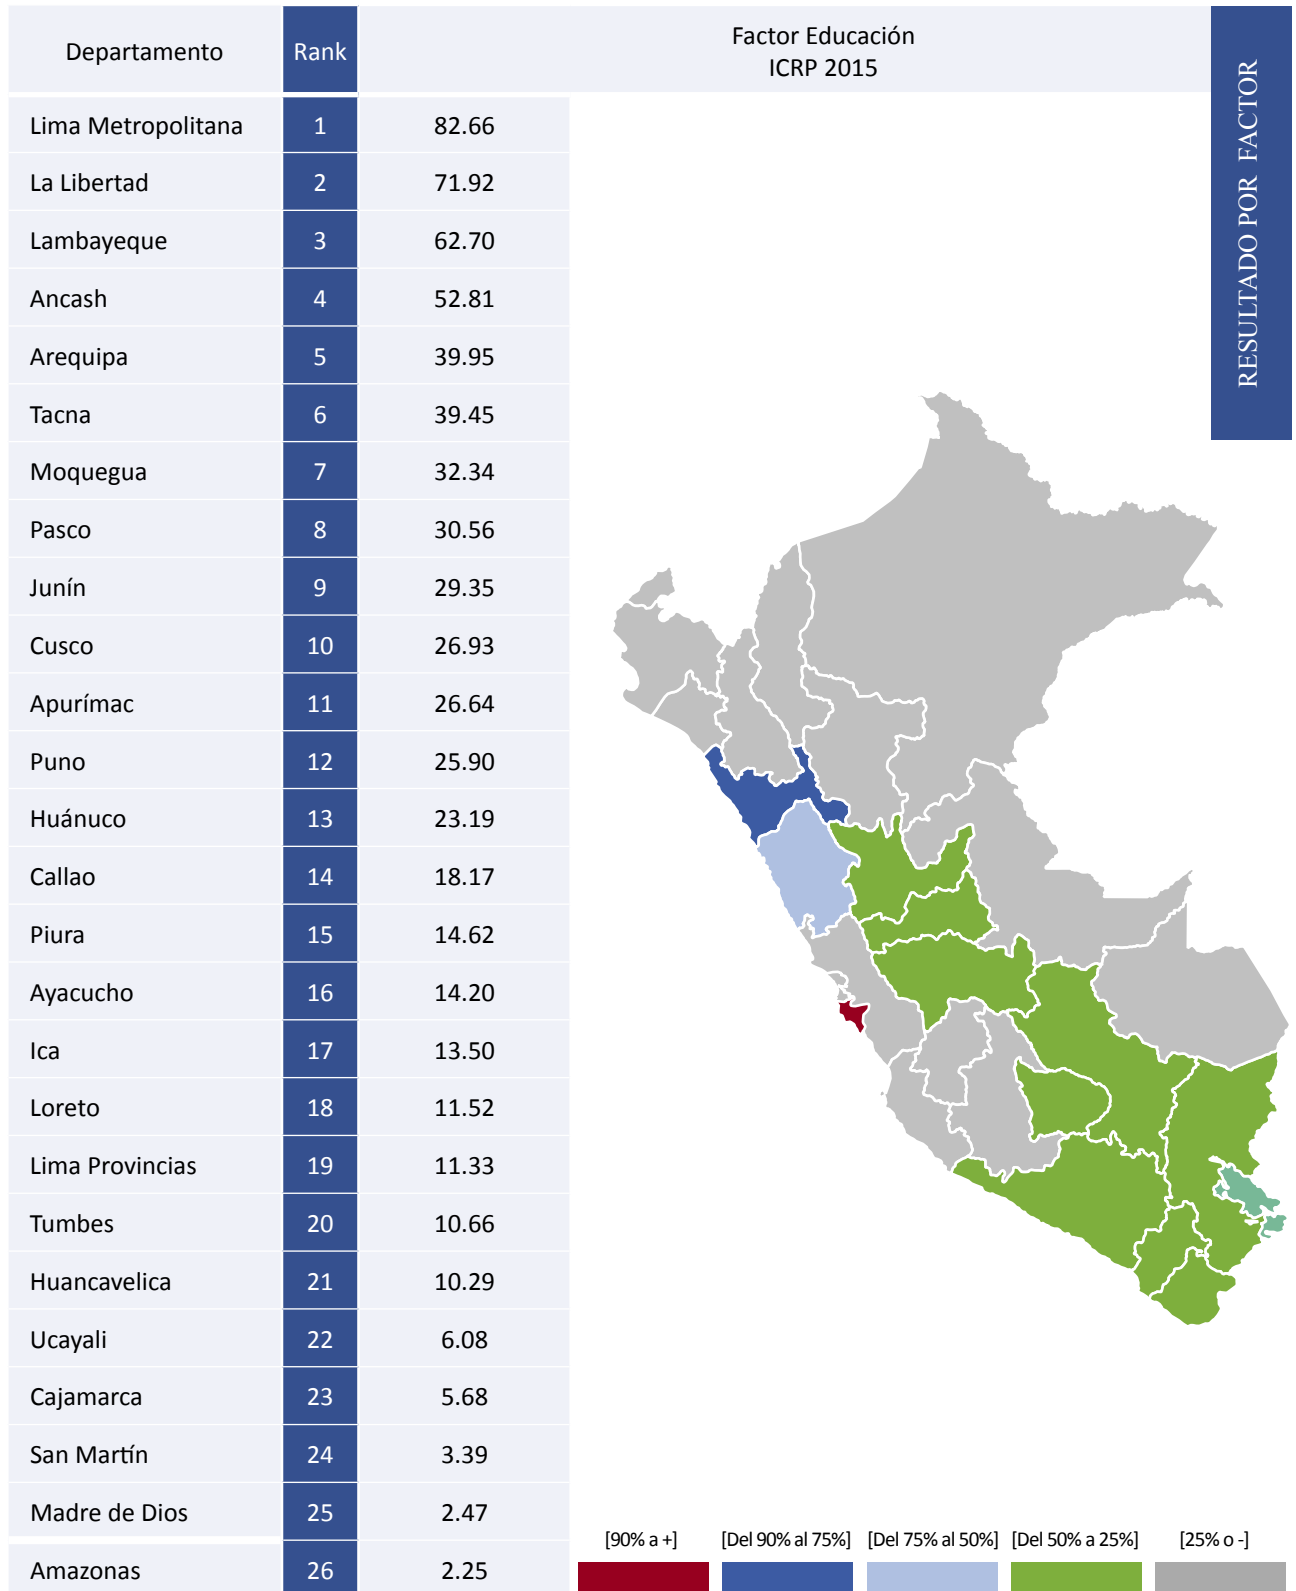 Departamento Rank Factor Educación
ICRP 2015
RESULTADO POR FACTOR
Lima Metropolitana 1 82.66
La Libertad 2 71.92
Lambayeque 3 62.70
Ancash 4 52.81
Arequipa 5 39.95
Tacna 6 39.45
Moquegua 7 32.34
Pasco 8 30.56
Junín 9 29.35
Cusco 10 26.93
Apurímac 11 26.64
Puno 12 25.90
Huánuco 13 23.19
Callao 14 18.17
Piura 15 14.62
Ayacucho 16 14.20
Ica 17 13.50
Loreto 18 11.52
Lima Provincias 19 11.33
Tumbes 20 10.66
Huancavelica 21 10.29
Ucayali 22 6.08
Cajamarca 23 5.68
San Martín 24 3.39
Madre de Dios 25 2.47
Amazonas 26 2.25
[90% a +] [Del 90% al 75%] [Del 75% al 50%] [Del 50% a 25%] [25% o -]